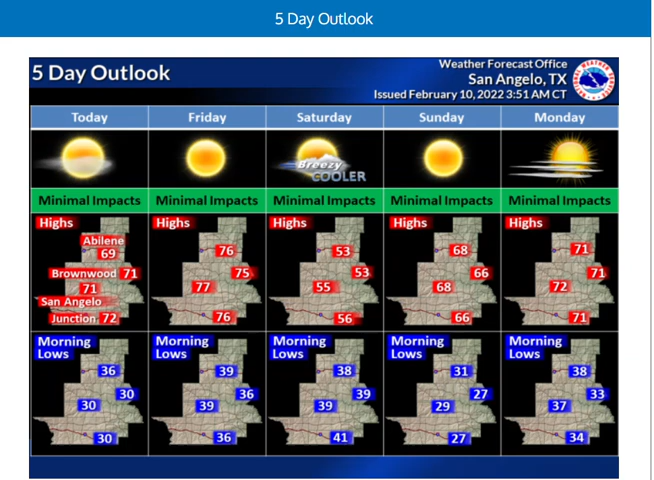 5 Day Outlook
5 Day Outlook
Weather Forecast Office
San Angelo, TX
Issued February 10, 2022 3:51 AM CT
Today Friday Saturday Sunday Monday
Breezy
COOLER
Minimal Impacts Minimal Impacts Minimal Impacts Minimal Impacts Minimal Impacts
Highs Highs Highs Highs Highs
Abilene
69 76 53 68 71
Brownwood 71 75 53 66 71
71 77 55 68 72
San Angelo
Junction 72 76 56 66 71
Morning Lows Morning Lows Morning Lows Morning Lows Morning Lows
36 39 38 31 38
30 36 39 27 33
30 39 39 29 37
30 36 41 27 34